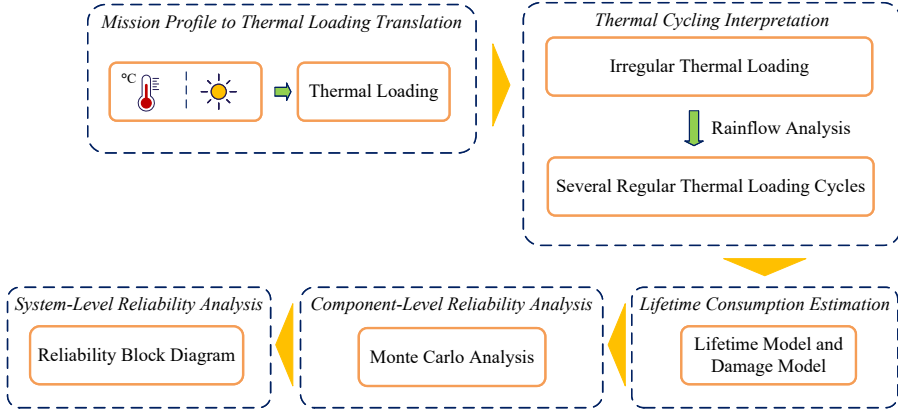 Mission Profile to Thermal Loading Translation
°C
Thermal Loading
Thermal Cycling Interpretation
Irregular Thermal Loading
Rainflow Analysis
Several Regular Thermal Loading Cycles
System-Level Reliability Analysis
Reliability Block Diagram
Component-Level Reliability Analysis
Monte Carlo Analysis
Lifetime Consumption Estimation
Lifetime Model and
Damage Model